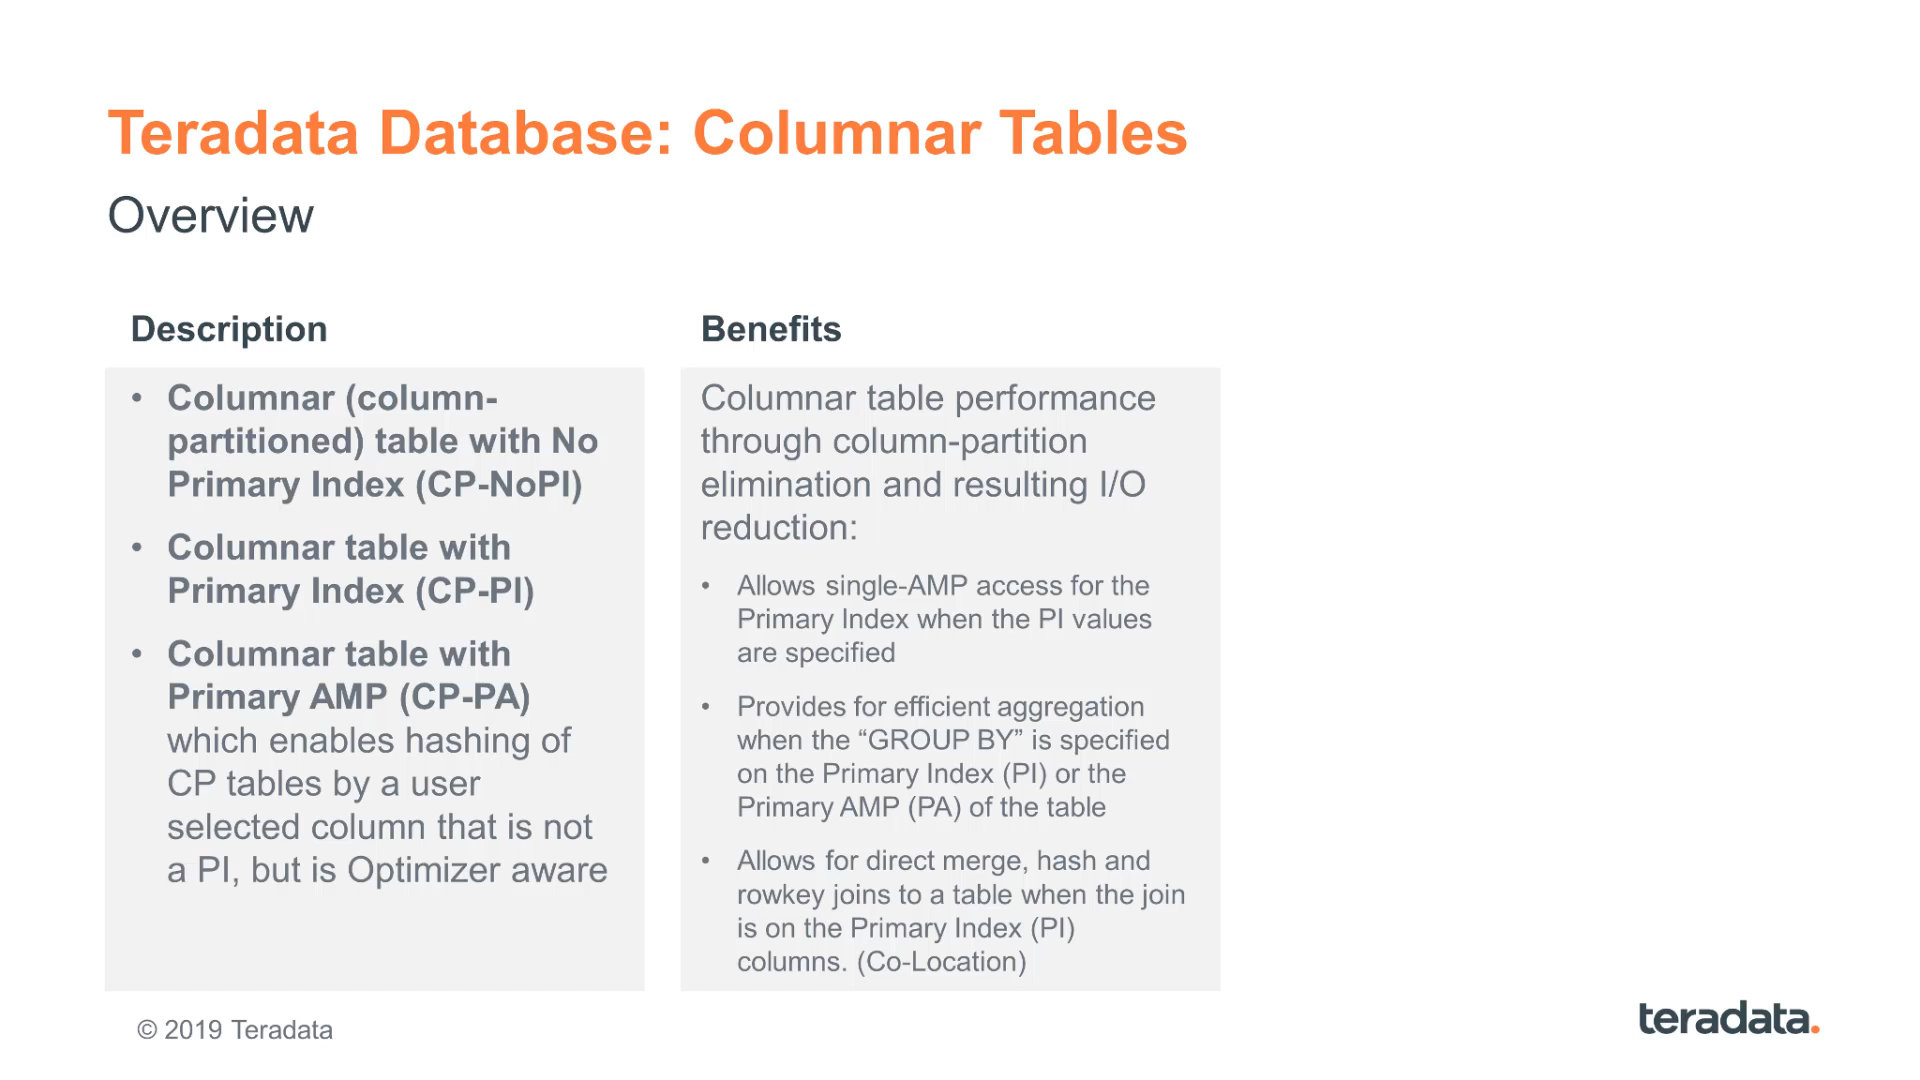 Teradata Database: Columnar Tables
Overview
Description
• Columnar (column-
partitioned) table with No
Primary Index (CP-NoPI)
• Columnar table with
Primary Index (CP-PI)
• Columnar table with
Primary AMP (CP-PA)
which enables hashing of
CP tables by a user
selected column that is not
a PI, but is Optimizer aware
Benefits
Columnar table performance
through column-partition
elimination and resulting I/O
reduction:
• Allows single-AMP access for the
Primary Index when the PI values
are specified
• Provides for efficient aggregation
when the “GROUP BY” is specified
on the Primary Index (PI) or the
Primary AMP (PA) of the table
• Allows for direct merge, hash and
rowkey joins to a table when the join
is on the Primary Index (PI)
columns. (Co-Location)
© 2019 Teradata
teradata.